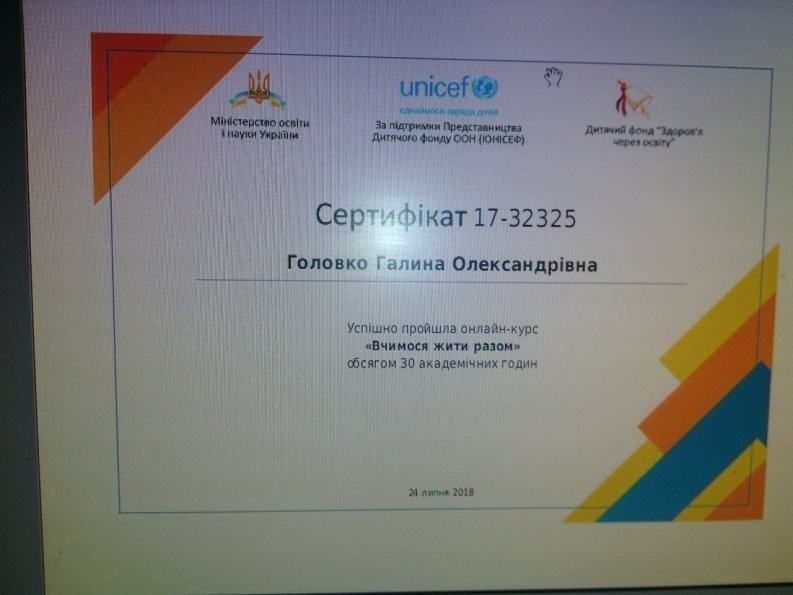 Міністерство освіти
і науки України
unicef
єднаймося заради дітей
За підтримки Представництва
Дитячого фонду ООН (ЮНІСЕФ)
Дитячий фонд "Здоров'я
через освіту"
Сертифікат 17-32325
Головко Галина Олександрівна
Успішно пройшла онлайн-курс
«Вчимося жити разом»
обсягом 30 академічних годин
24 липня 2018